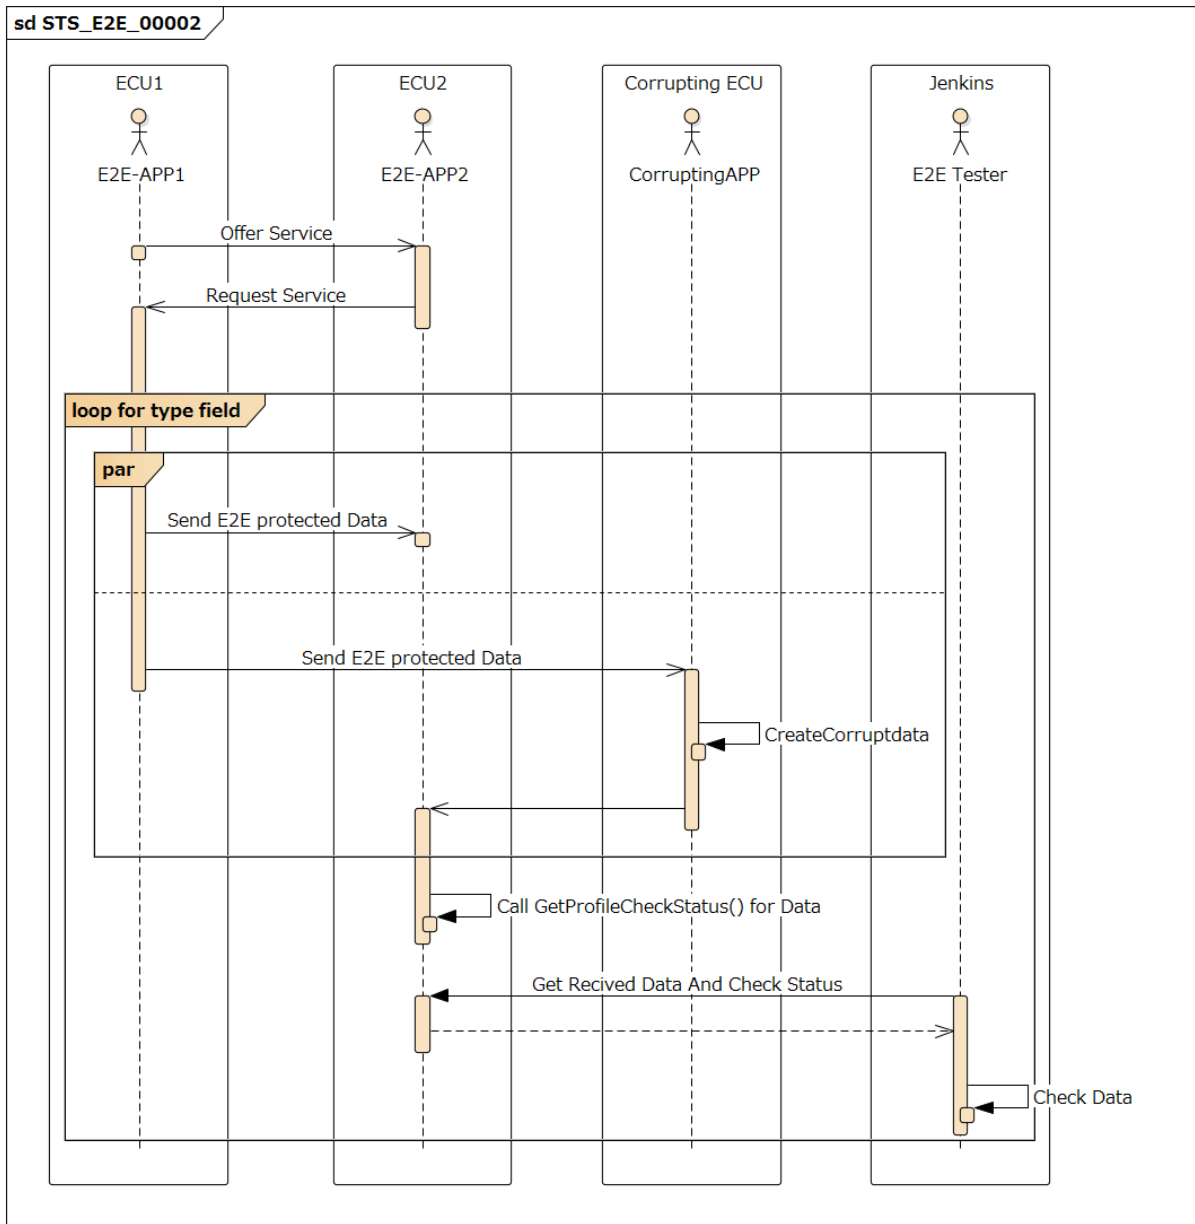 sd STS_E2E_00002
ECU1
ECU2
Corrupting ECU
Jenkins
E2E-APP1
E2E-APP2
CorruptingAPP
E2E Tester
Offer Service
Request Service
loop for type field
par
Send E2E protected Data
Send E2E protected Data
CreateCorruptdata
Call GetProfileCheckStatus() for Data
Get Recived Data And Check Status
Check Data